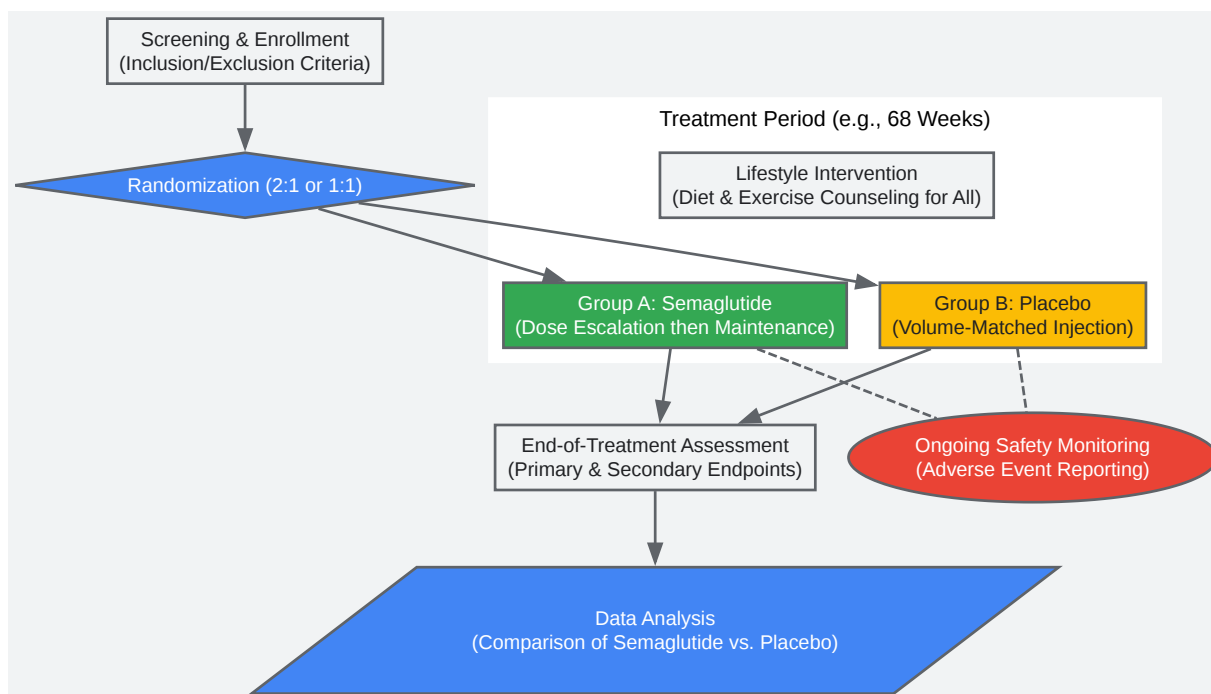 Screening & Enrollment
(Inclusion/Exclusion Criteria)
Treatment Period (e.g., 68 Weeks)
Randomization (2:1 or 1:1)
Lifestyle Intervention
(Diet & Exercise Counseling for All)
Group A: Semaglutide
(Dose Escalation then Maintenance)
Group B: Placebo
(Volume-Matched Injection)
End-of-Treatment Assessment
(Primary & Secondary Endpoints)
Ongoing Safety Monitoring
(Adverse Event Reporting)
Data Analysis
(Comparison of Semaglutide vs. Placebo)